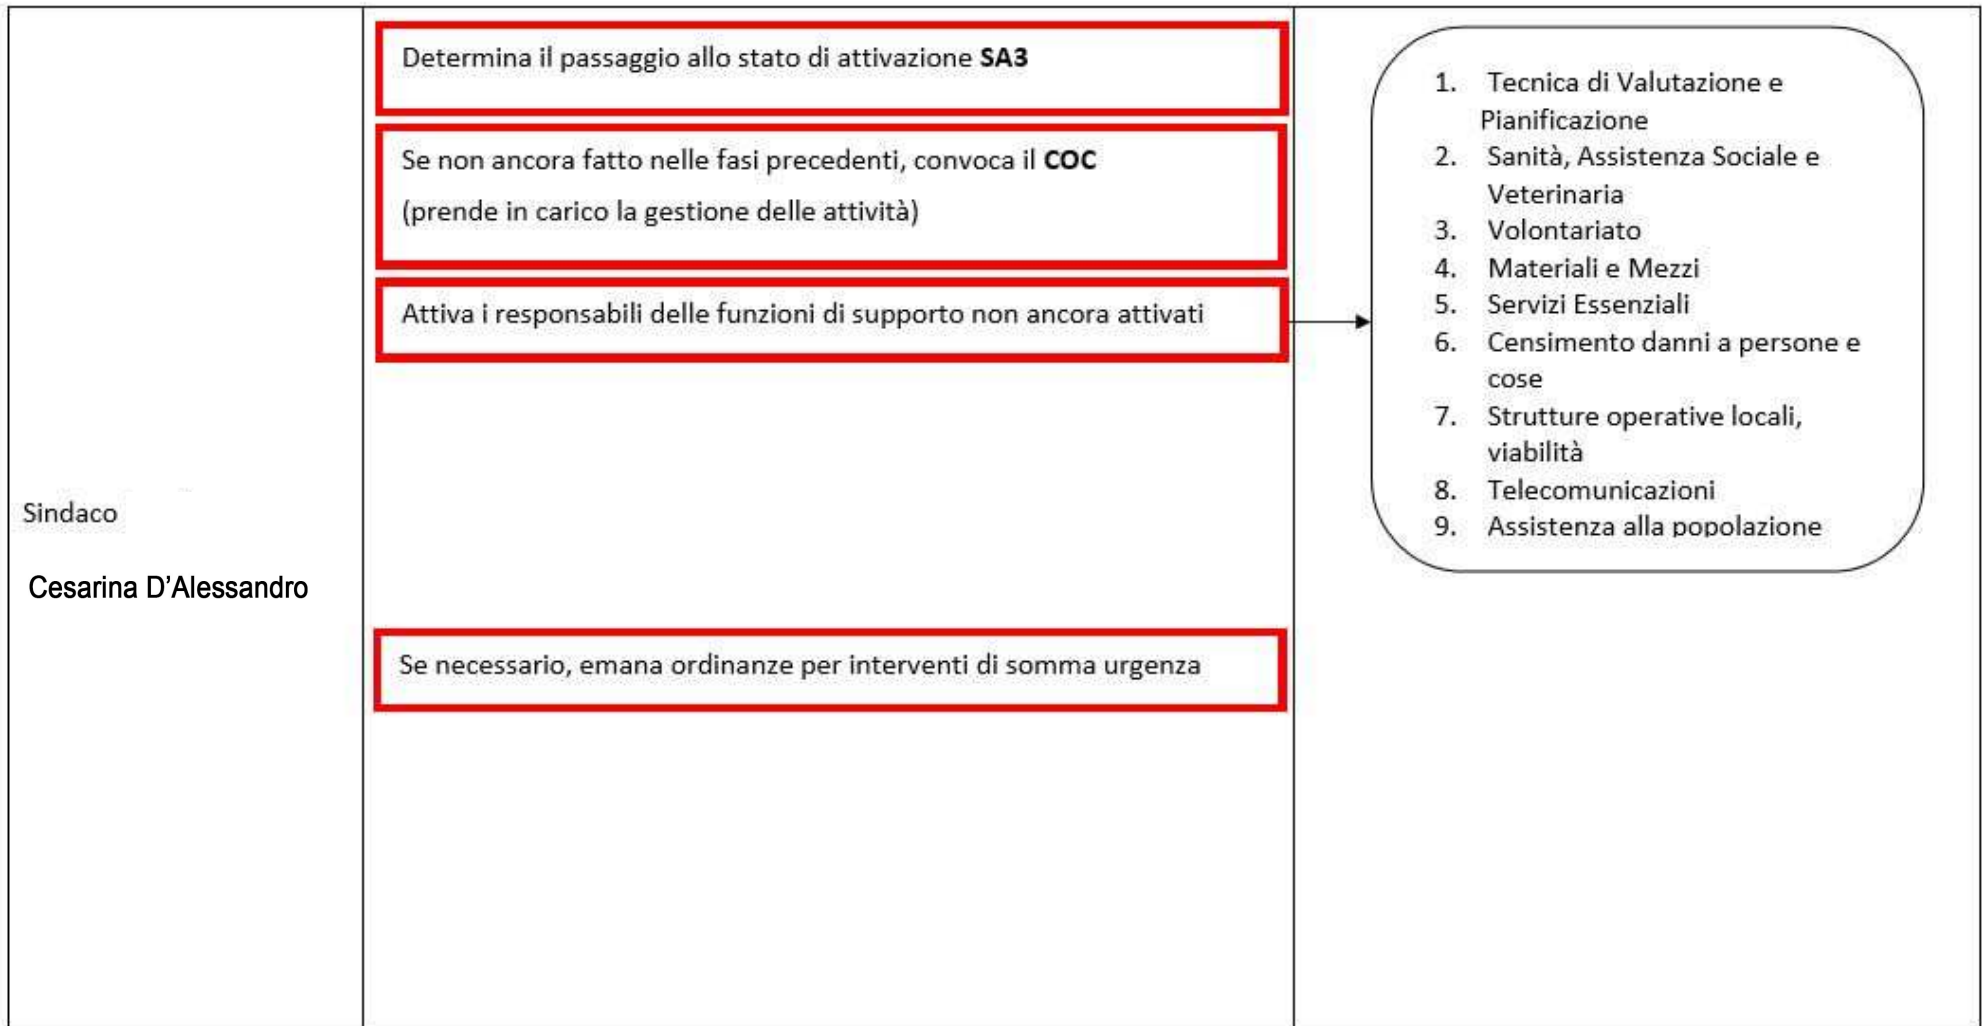 Sindaco
Cesarina D'Alessandro
Determina il passaggio allo stato di attivazione SA3
Se non ancora fatto nelle fasi precedenti, convoca il COC
(prende in carico la gestione delle attività)
Attiva i responsabili delle funzioni di supporto non ancora attivati
Se necessario, emana ordinanze per interventi di somma urgenza
1. Tecnica di Valutazione e
Pianificazione
2. Sanità, Assistenza Sociale e
Veterinaria
3. Volontariato
4. Materiali e Mezzi
5. Servizi Essenziali
6. Censimento danni a persone e
cose
7. Strutture operative locali,
viabilità
8. Telecomunicazioni
9. Assistenza alla popolazione